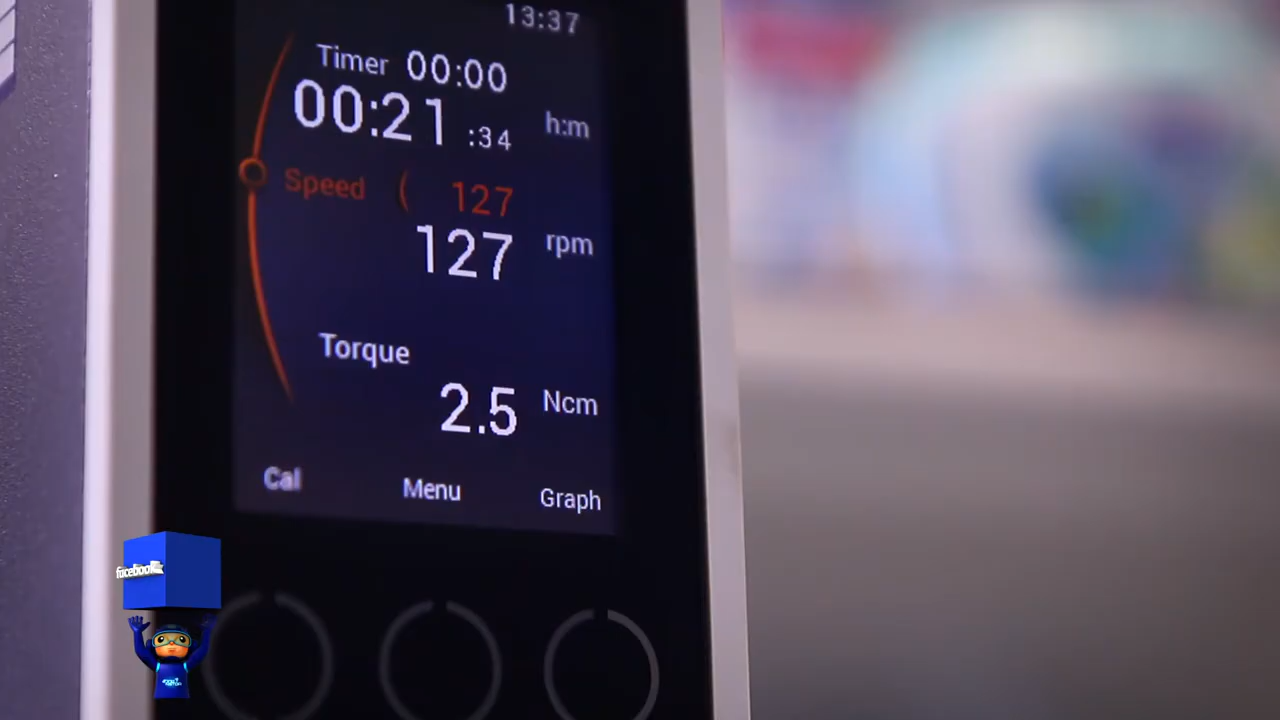 13:37
Timer 00:00
00:21 :34 h:m
Speed ( 127
127 rpm
Torque
2.5 Ncm
Cal Menu Graph
facebook